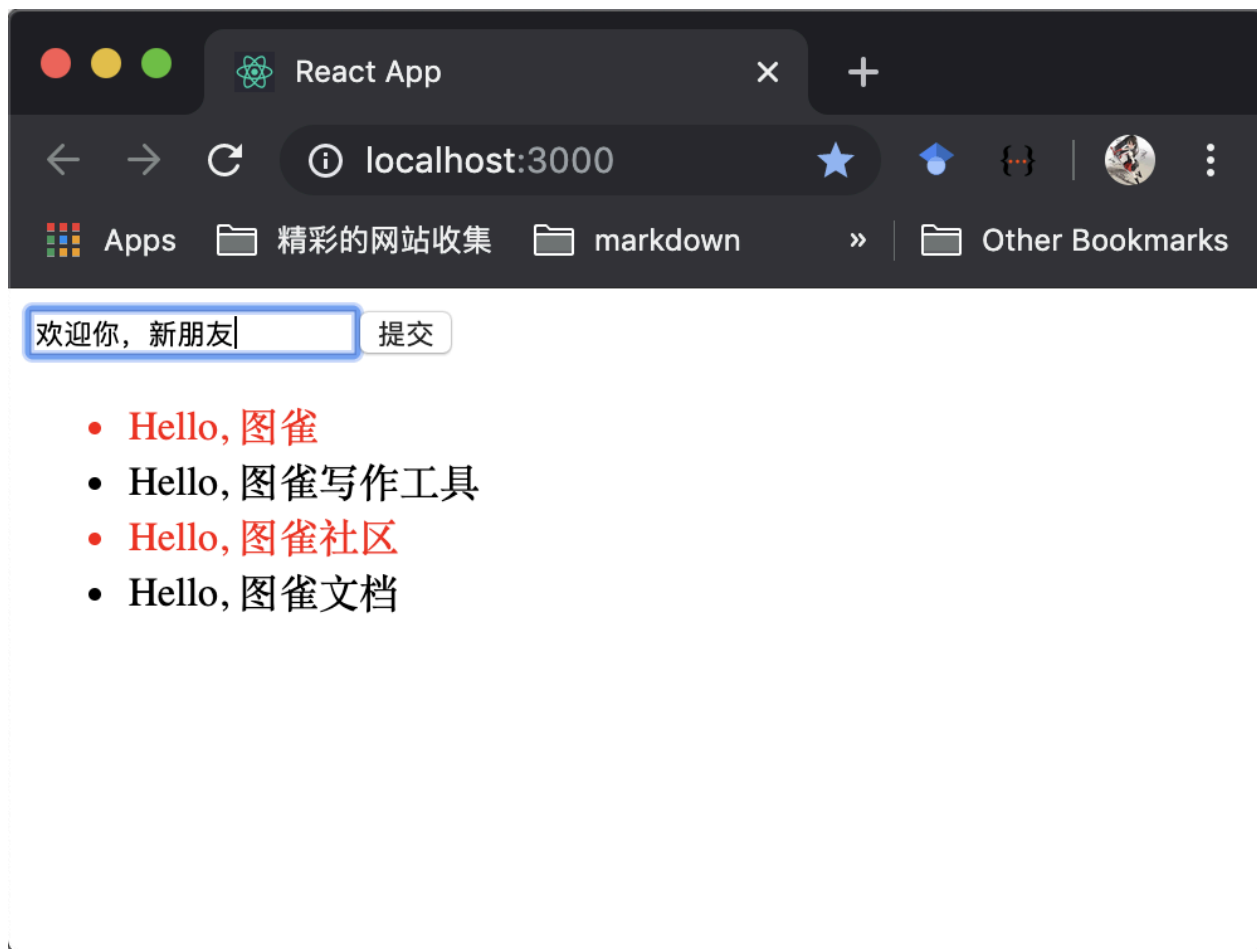 React App
localhost:3000
Apps 精彩的网站收集 markdown » Other Bookmarks
欢迎你，新朋友 提交
Hello, 图雀
Hello, 图雀写作工具
Hello, 图雀社区
Hello, 图雀文档